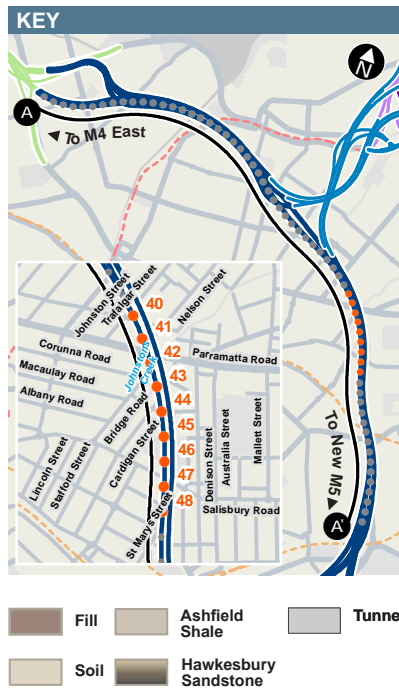 KEY
N
A
To M4 East
Johnston Street
Trafalgar Street
40
Nelson Street
41
Corunna Road
42
Parramatta Road
Johnstons
Creek
Macaulay Road
43
Albany Road
Bridge Road
44
45
Lincoln Street
Stafford Street
Cardigan Street
Denison Street
Australia Street
Mallett Street
46
47
48
St Mary's Street
Salisbury Road
To New M5
A'
Fill
Ashfield
Shale
Tunne
Soil
Hawkesbury
Sandstone